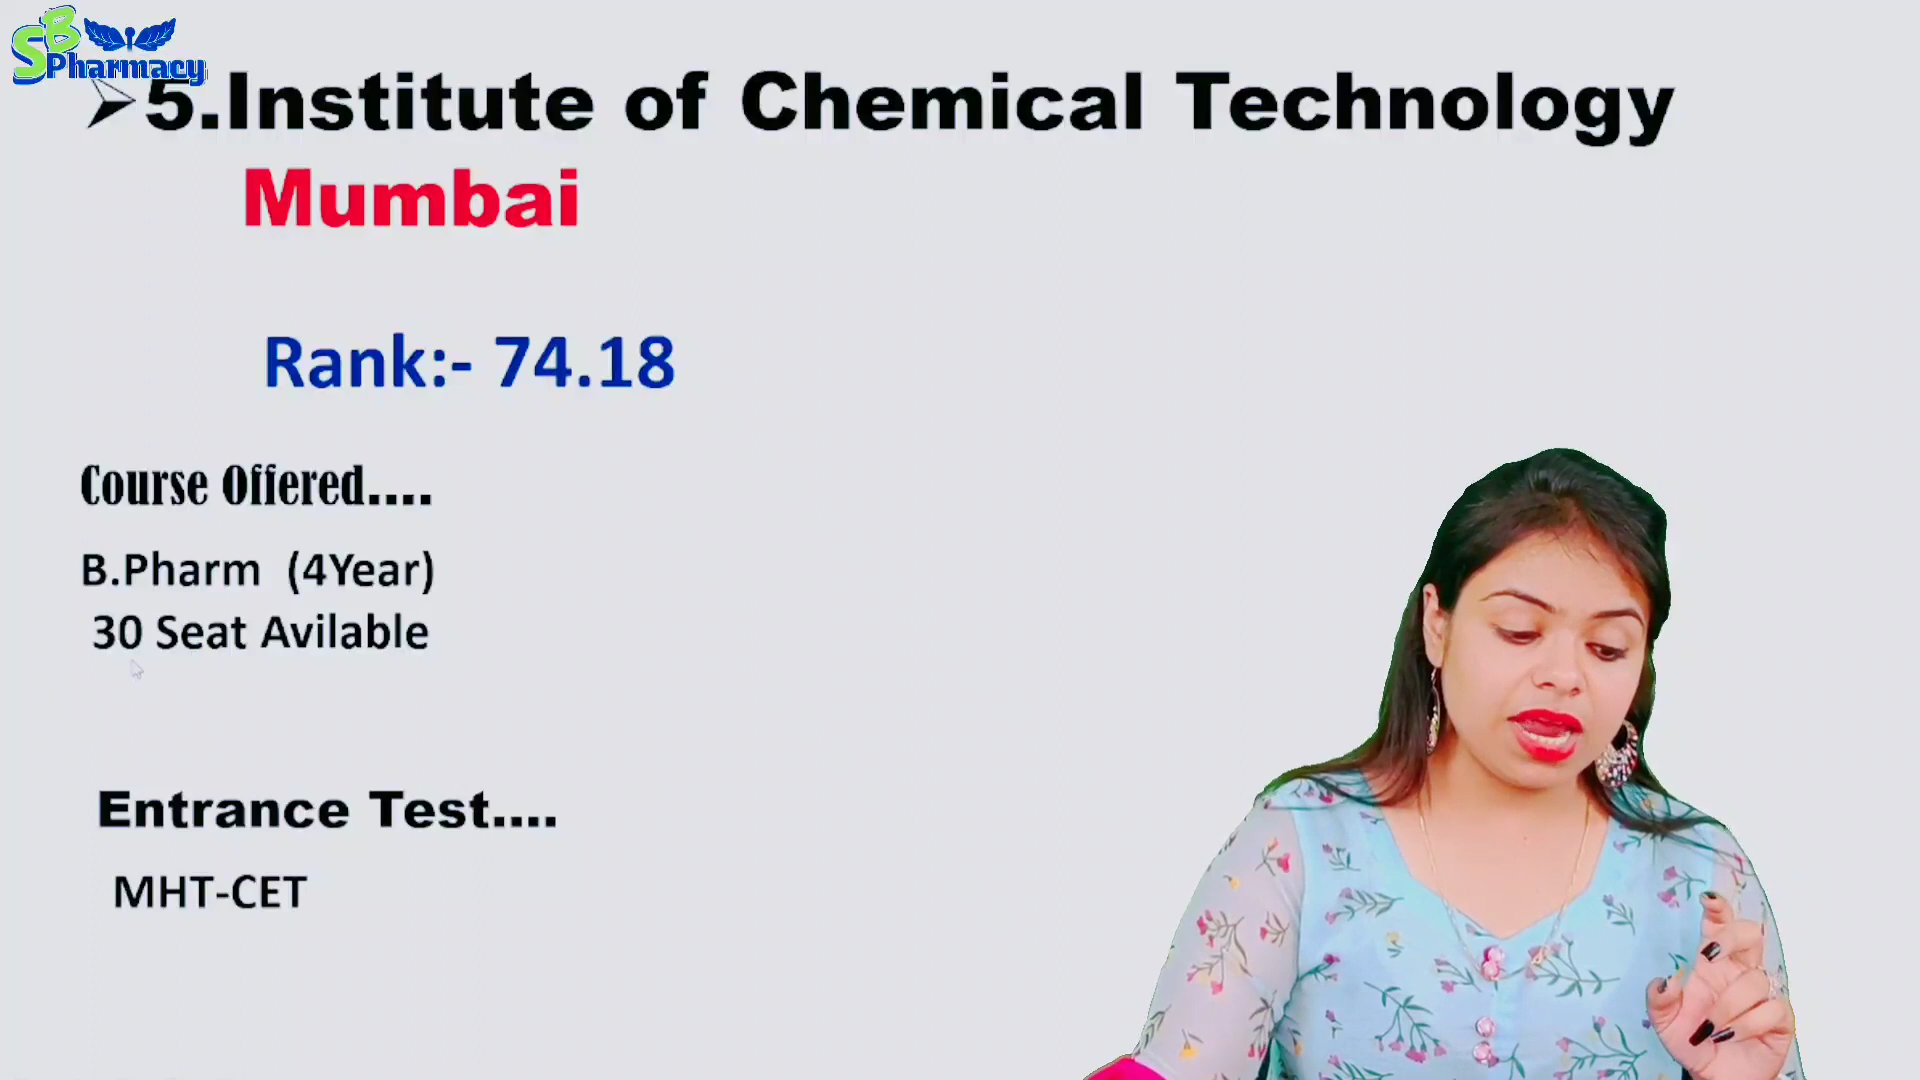 SB
Pharmacy
➢5.Institute of Chemical Technology
Mumbai
Rank:- 74.18
Course Offered....
B.Pharm (4Year)
30 Seat Avilable
Entrance Test....
MHT-CET